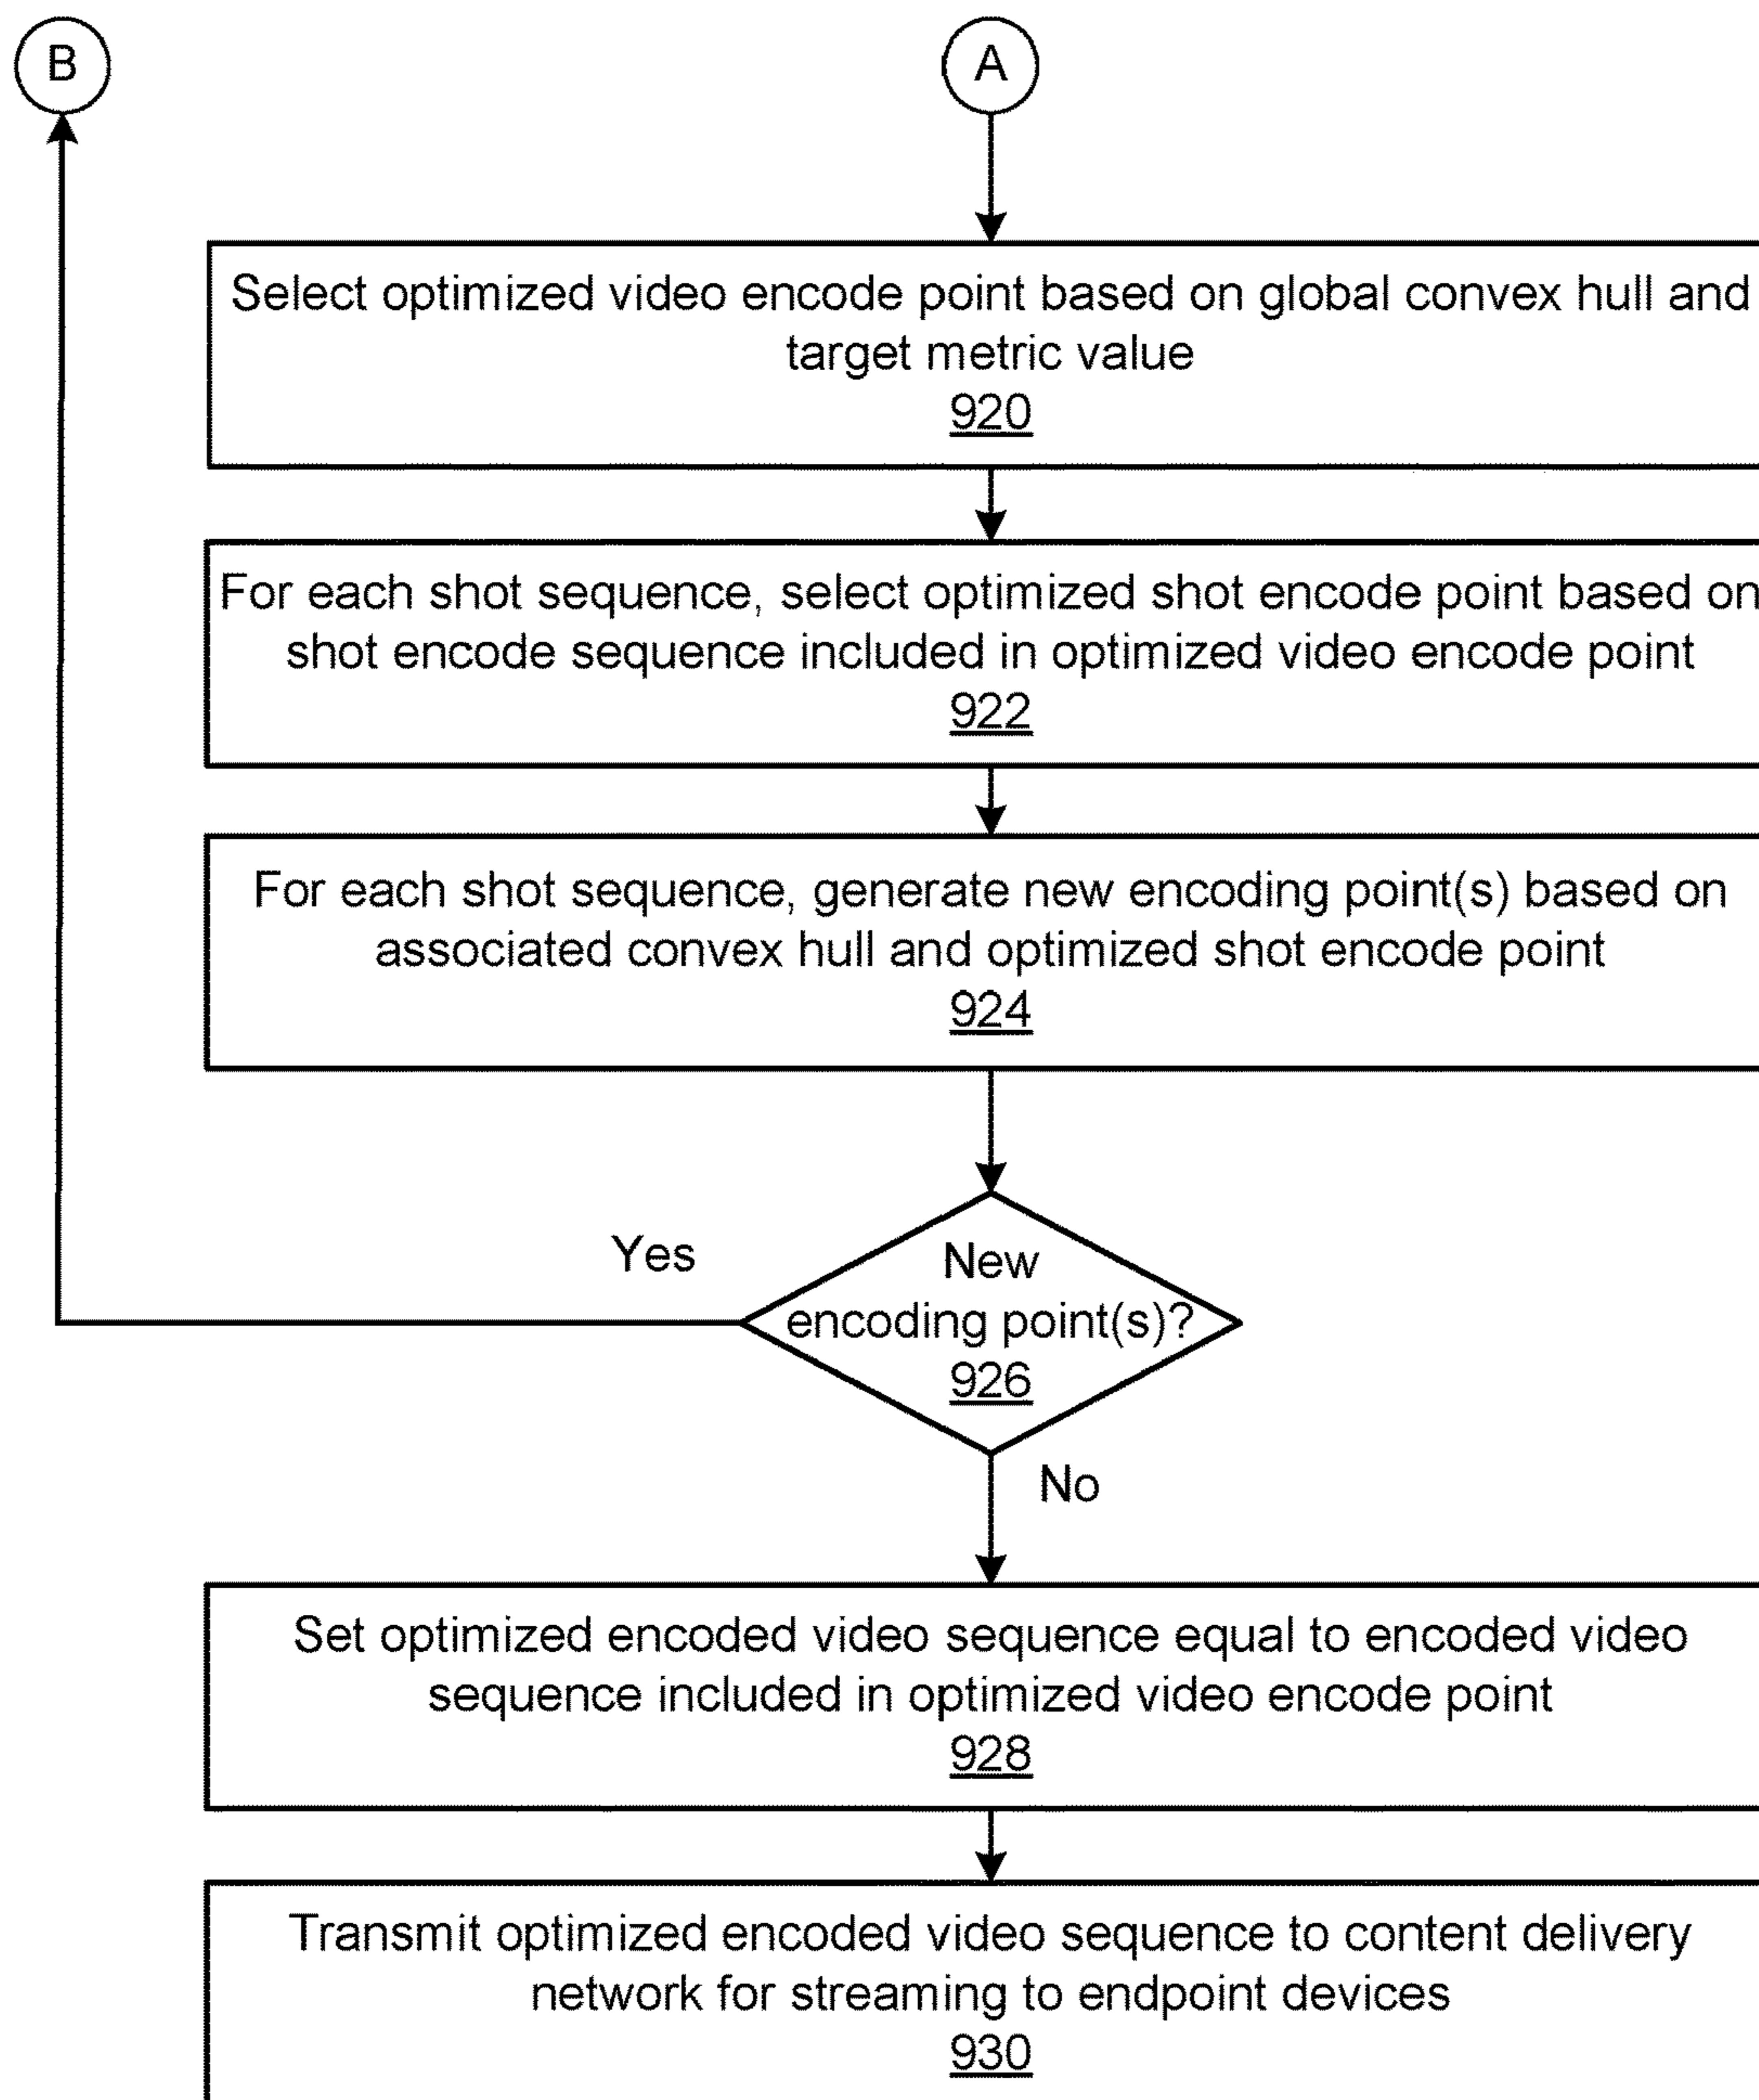 B
A
Select optimized video encode point based on global convex hull and
target metric value
920
For each shot sequence, select optimized shot encode point based on
shot encode sequence included in optimized video encode point
922
For each shot sequence, generate new encoding point(s) based on
associated convex hull and optimized shot encode point
924
Yes
New
encoding point(s)?
926
No
Set optimized encoded video sequence equal to encoded video
sequence included in optimized video encode point
928
Transmit optimized encoded video sequence to content delivery
network for streaming to endpoint devices
930